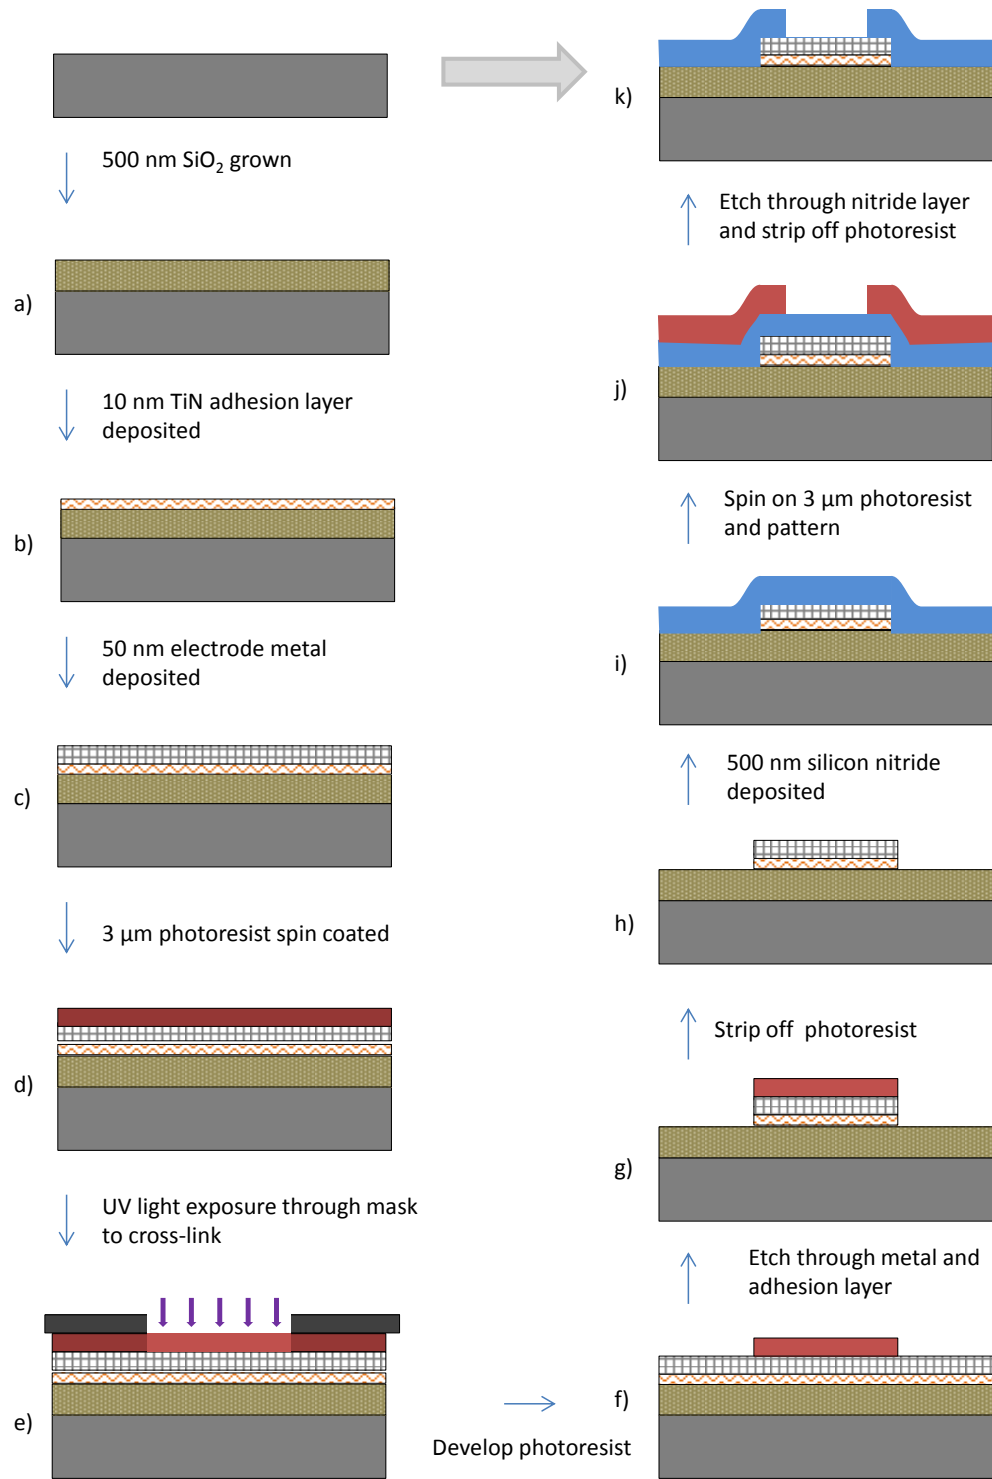 500 nm SiO₂ grown
a)
10 nm TiN adhesion layer
deposited
b)
50 nm electrode metal
deposited
c)
3 µm photoresist spin coated
d)
UV light exposure through mask
to cross-link
e)
Develop photoresist
f)
Etch through metal and
adhesion layer
g)
Strip off photoresist
h)
500 nm silicon nitride
deposited
i)
Spin on 3 µm photoresist
and pattern
j)
Etch through nitride layer
and strip off photoresist
k)